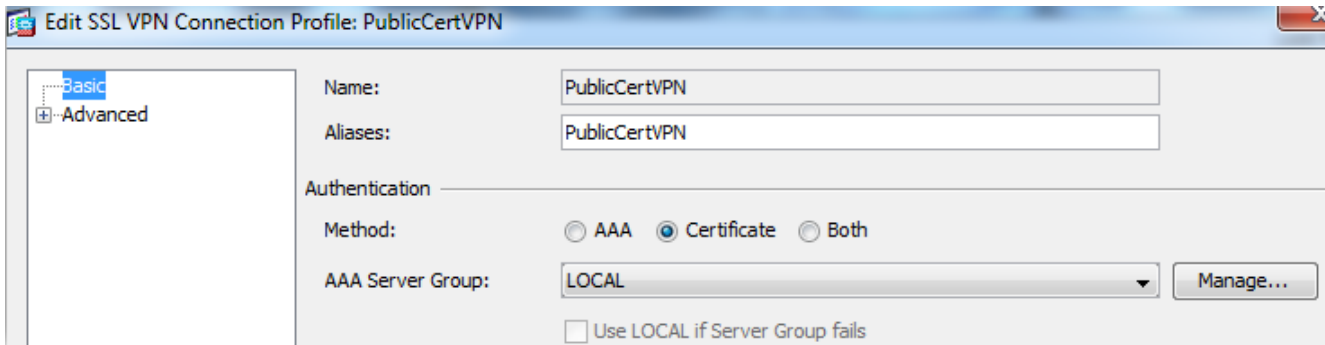 Edit SSL VPN Connection Profile: PublicCertVPN
Basic
Advanced
Name: PublicCertVPN
Aliases: PublicCertVPN
Authentication
Method: AAA Certificate Both
AAA Server Group: LOCAL Manage...
Use LOCAL if Server Group fails